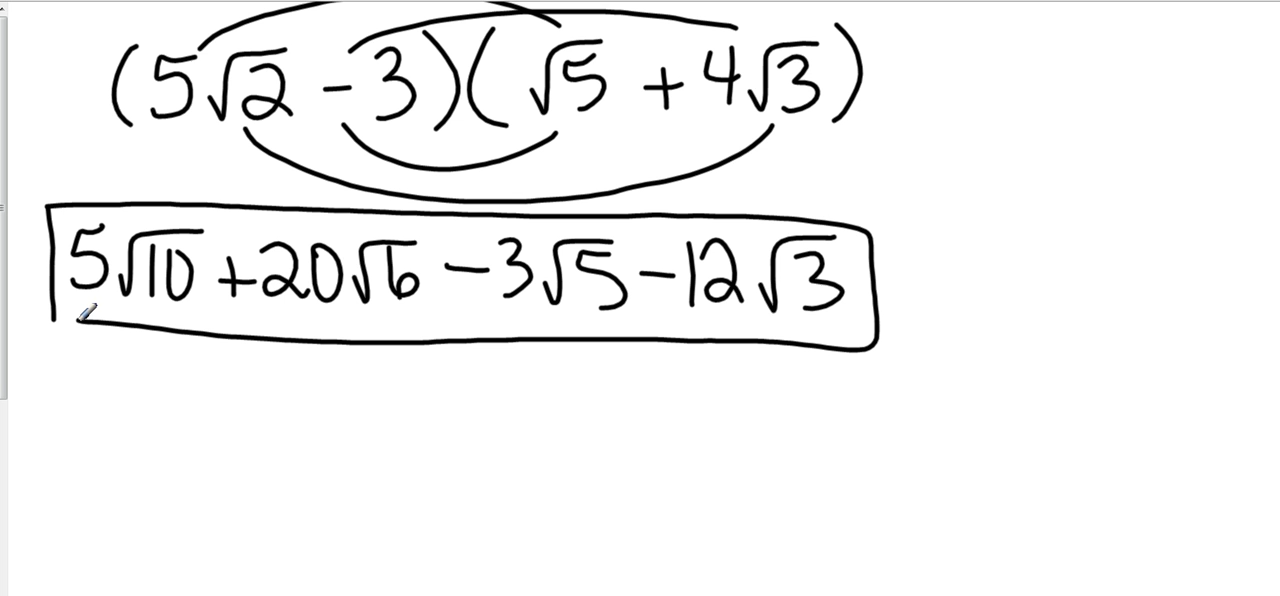 (5√2 - 3)(√5 + 4√3)
5√10 + 20√6 - 3√5 - 12√3